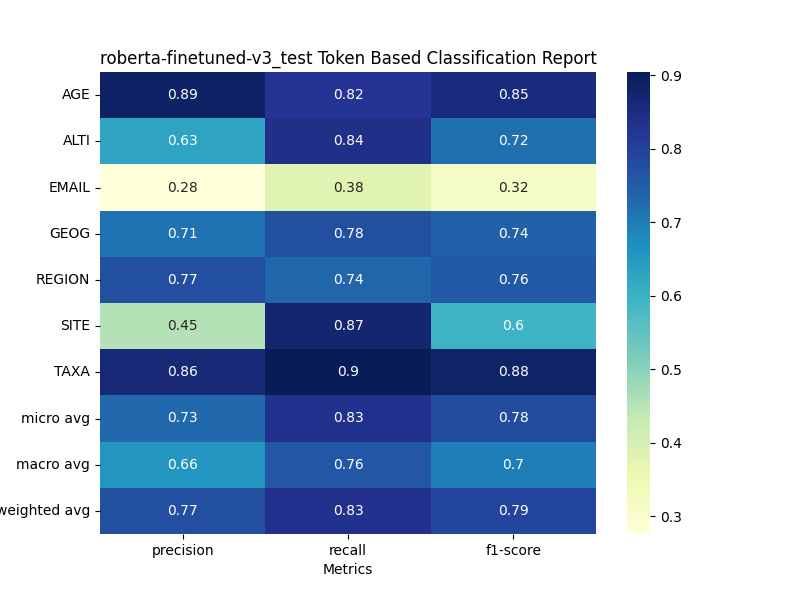 roberta-finetuned-v3_test Token Based Classification Report
AGE 0.89 0.82 0.85
ALTI 0.63 0.84 0.72
EMAIL 0.28 0.38 0.32
GEOG 0.71 0.78 0.74
REGION 0.77 0.74 0.76
SITE 0.45 0.87 0.6
TAXA 0.86 0.9 0.88
micro avg 0.73 0.83 0.78
macro avg 0.66 0.76 0.7
weighted avg 0.77 0.83 0.79
precision recall f1-score
Metrics
0.9
0.8
0.7
0.6
0.5
0.4
0.3